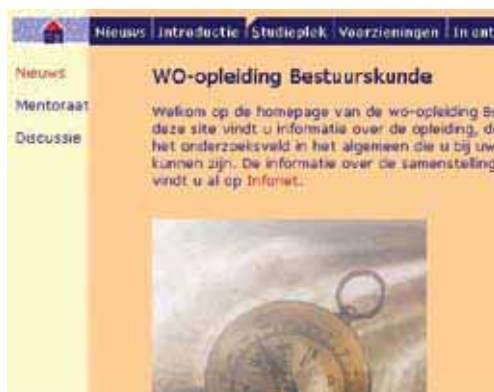 Nieuws Introductie Studieplek Voorzieningen In ont
Nieuws
Mentoraat
Discussie
WO-opleiding Bestuurskunde
Welkom op de homepage van de wo-opleiding B
deze site vindt u informatie over de opleiding, d
het onderzoeksveld in het algemeen die u bij uw
kunnen zijn. De informatie over de samenstelling
vindt u al op Infonet.